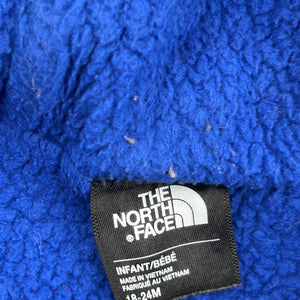 THE
NORTH
FACE
INFANT/BÉBÉ
MADE IN VIETNAM
FABRIQUÉ AU VIETNAM
18-24M